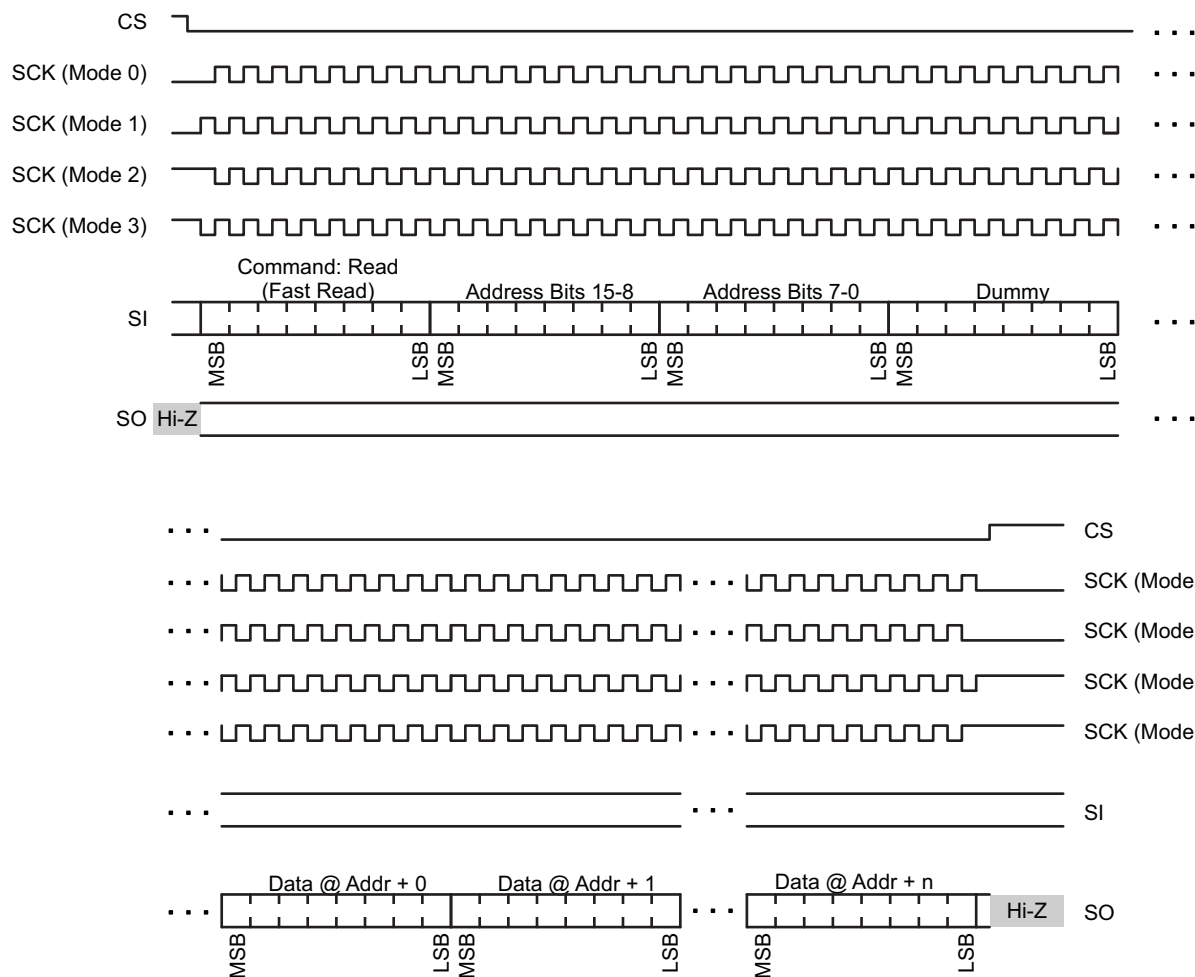 CS
. . .
SCK (Mode 0)
. . .
SCK (Mode 1)
. . .
SCK (Mode 2)
. . .
SCK (Mode 3)
. . .
Command: Read
(Fast Read)
Address Bits 15-8
Address Bits 7-0
Dummy
SI
. . .
MSB
LSB
MSB
LSB
MSB
LSB
MSB
LSB
SO
Hi-Z
. . .
. . .
CS
. . .
. . .
SCK (Mode
. . .
. . .
SCK (Mode
. . .
. . .
SCK (Mode
. . .
. . .
SCK (Mode
. . .
. . .
SI
Data @ Addr + 0
Data @ Addr + 1
Data @ Addr + n
. . .
. . .
Hi-Z
SO
MSB
LSB
MSB
LSB
MSB
LSB